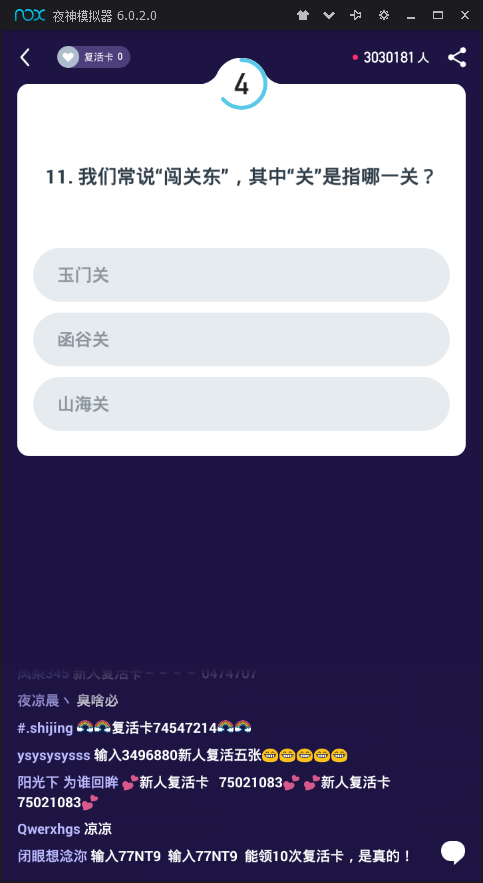 nox 夜神模拟器 6.0.2.0
复活卡 0
3030181 人
4
11. 我们常说“闯关东”，其中“关”是指哪一关？
玉门关
函谷关
山海关
风乘345 新人复活卡～～～～ 0474707
夜凉晨丶 臭啥必
#.shijing 🌈🌈复活卡74547214🌈🌈
ysysysysss 输入3496880新人复活五张😂😂😂😂😂
阳光下 为谁回眸 💕新人复活卡 75021083💕 💕新人复活卡
75021083💕
Qwerxhgs 凉凉
闭眼想淰沵 输入77NT9 输入77NT9 能领10次复活卡，是真的！